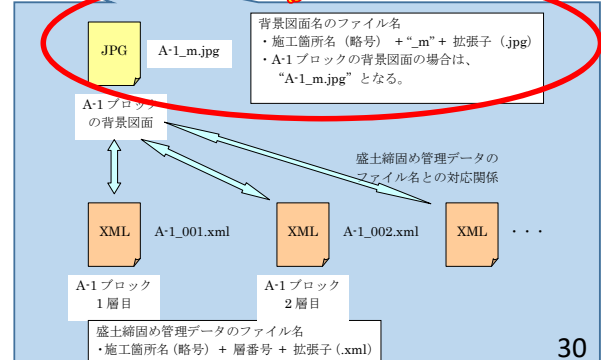 背景図面名のファイル名
・施工箇所名（略号） ＋“_m”＋ 拡張子（.jpg）
・A-1 ブロックの背景図面の場合は、
“A-1_m.jpg” となる。
JPG
A-1_m.jpg
A-1 ブロック
の背景図面
盛土締固め管理データの
ファイル名との対応関係
XML
A-1_001.xml
XML
A-1_002.xml
XML
・・・
A-1 ブロック
1 層目
A-1 ブロック
2 層目
盛土締固め管理データのファイル名
・施工箇所名（略号） ＋ 層番号 ＋ 拡張子（.xml）
30